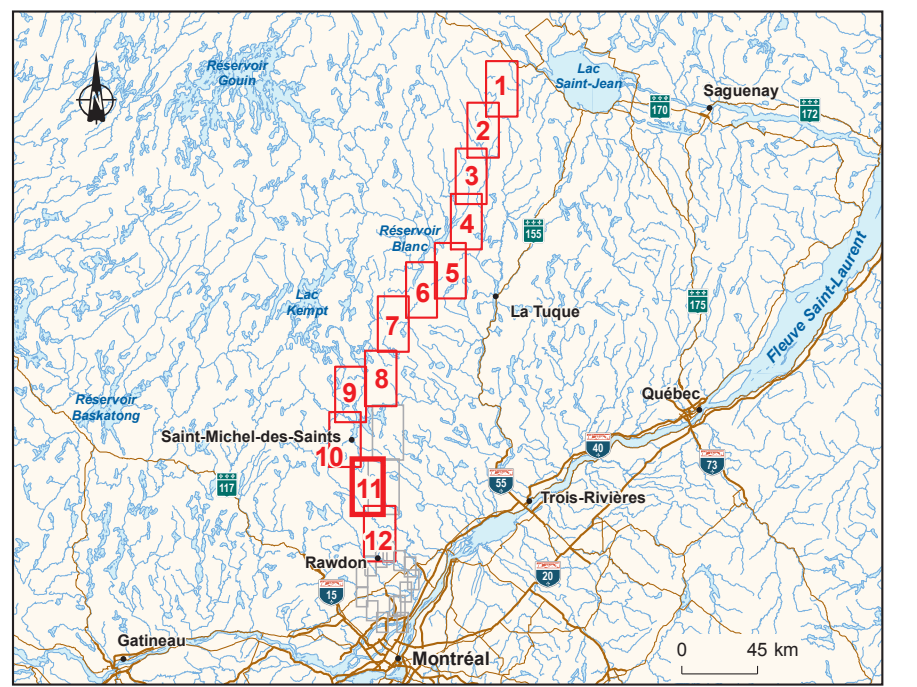 Réservoir
Gouin
Lac
Saint-Jean
1
Saguenay
170
172
N
2
3
4
Réservoir
Blanc
155
5
6
Lac
Kempt
La Tuque
175
7
Fleuve Saint-Laurent
8
9
Réservoir
Baskatong
Québec
Saint-Michel-des-Saints
10
40
73
117
11
55
Trois-Rivières
12
Rawdon
20
15
Gatineau
Montréal
0 45 km